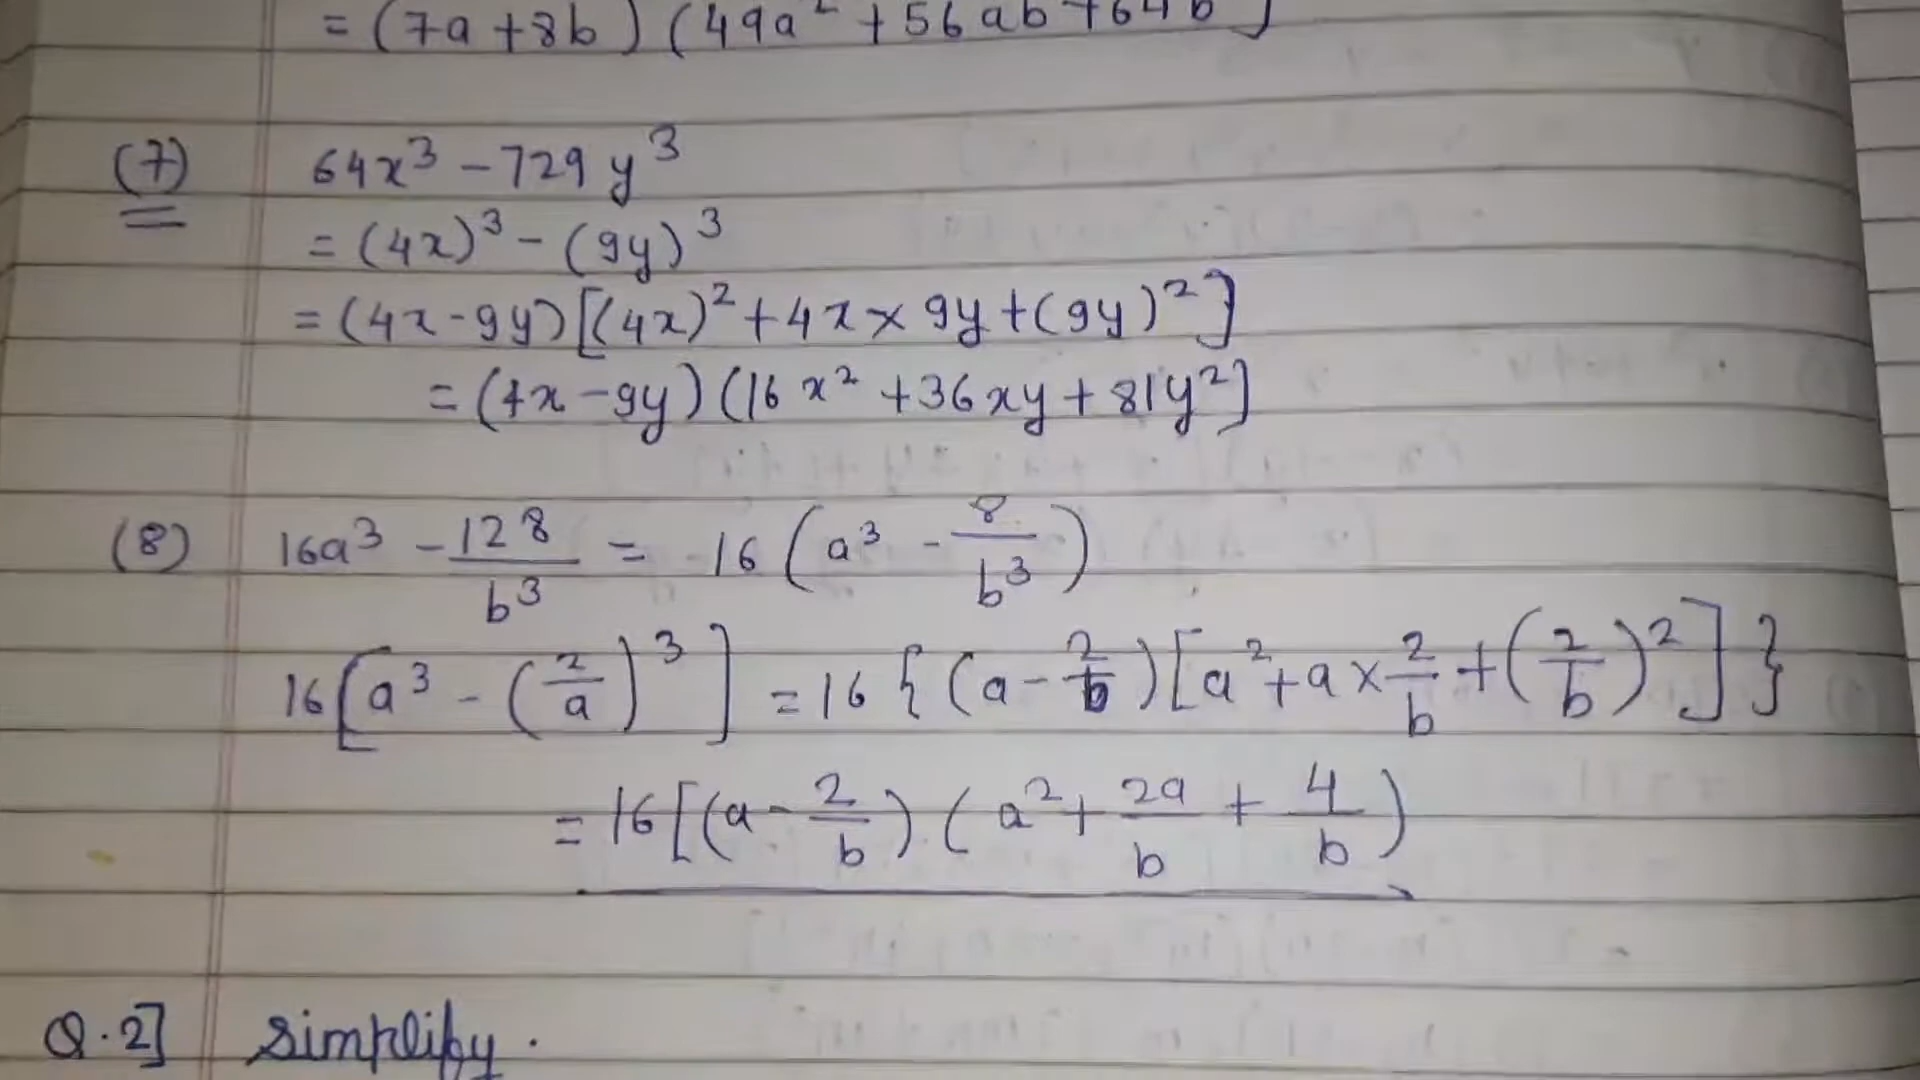 = (7a + 8b) (49a² + 56ab + 64b
(7) 64x³ - 729y³
= (4x)³ - (9y)³
= (4x - 9y) [(4x)² + 4x × 9y + (9y)²]
= (4x - 9y) (16x² + 36xy + 81y²]
(8) 16a³ - 128/b³ = 16 (a³ - 8/b³)
16 [a³ - (2/a)³] = 16 { (a - 2/b) [a² + a × 2/b + (2/b)²] }
= 16 [(a - 2/b) (a² + 2a/b + 4/b)
Q.2] simplify.